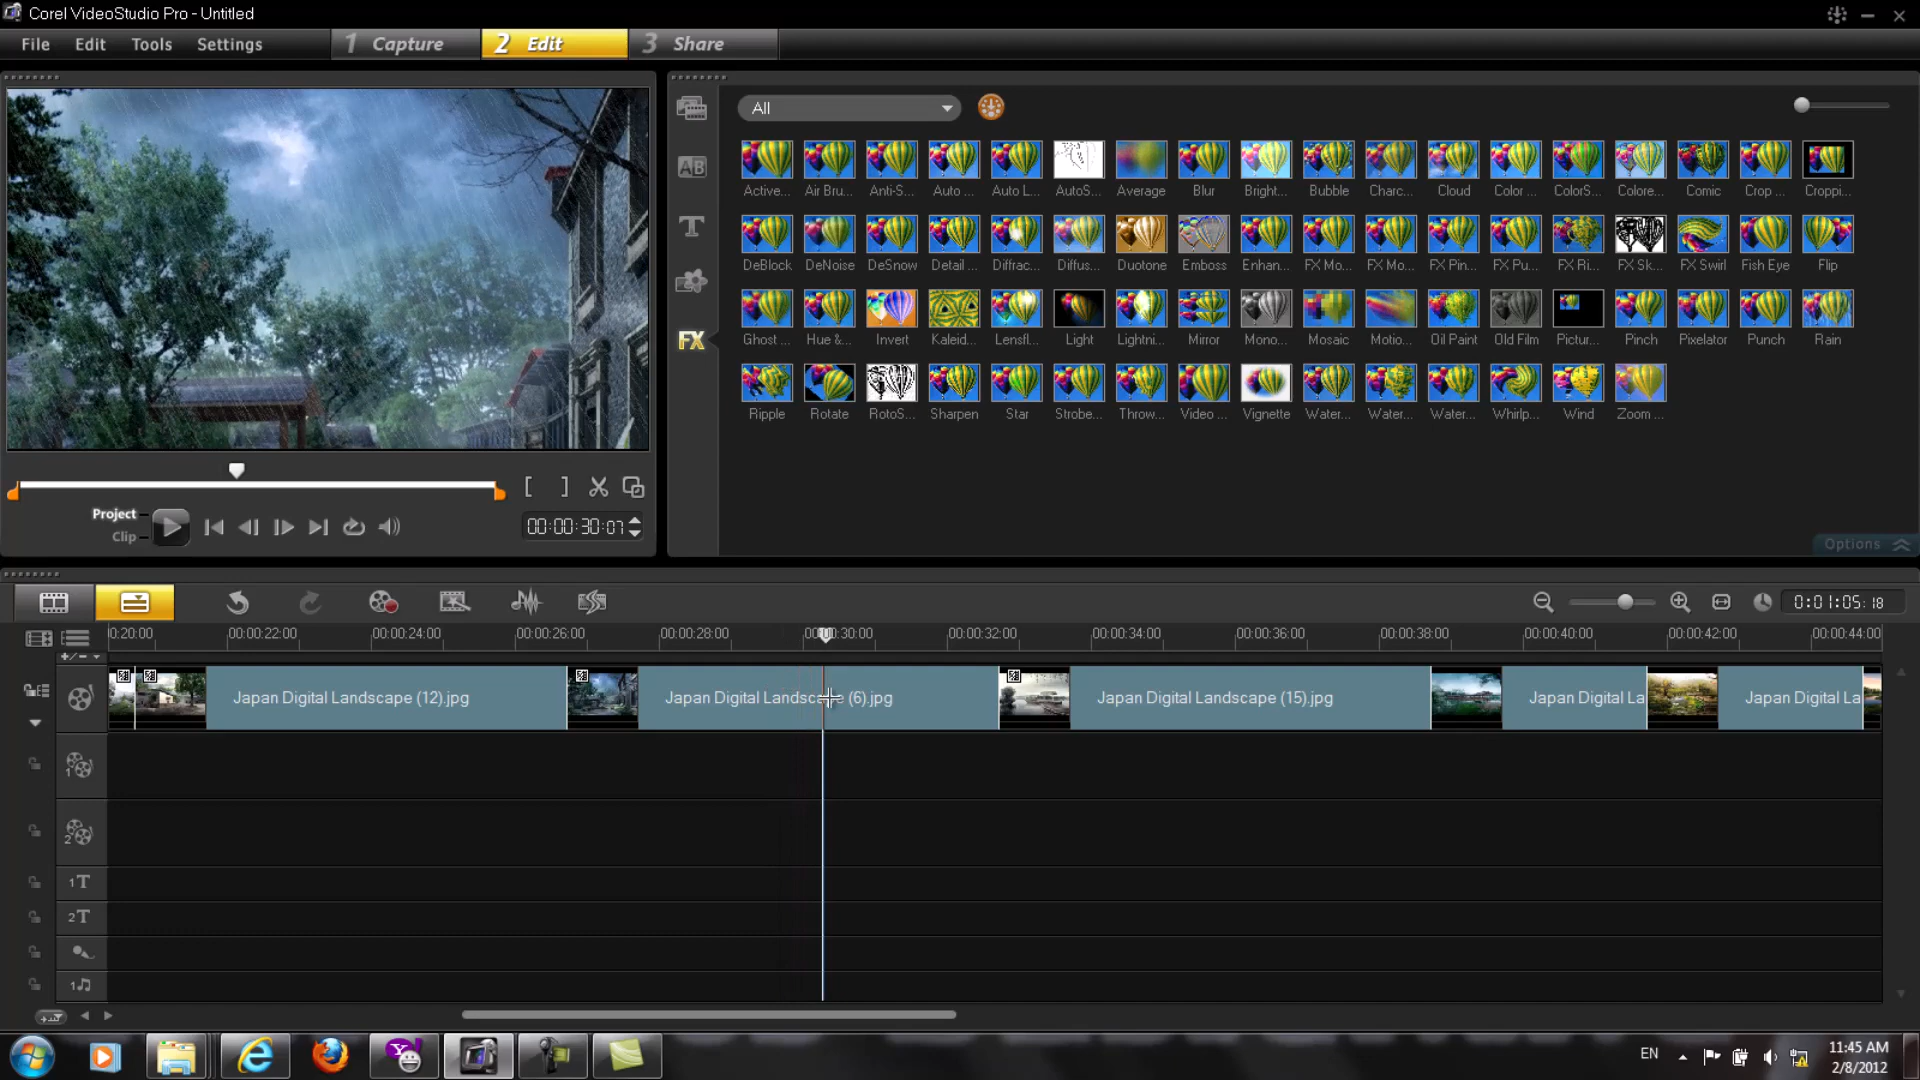 Corel VideoStudio Pro - Untitled
File Edit Tools Settings
1 Capture 2 Edit 3 Share
All
Active... Air Bru... Anti-S... Auto ... Auto L... AutoS... Average Blur Bright... Bubble Charc... Cloud Color ... ColorS... Colore... Comic Crop ... Croppi...
DeBlock DeNoise DeSnow Detail ... Diffrac... Diffus... Duotone Emboss Enhan... FX Mo... FX Mo... FX Pin... FX Pu... FX Ri... FX Sk... FX Swirl Fish Eye Flip
Ghost ... Hue &... Invert Kaleid... Lensfl... Light Lightni... Mirror Mono... Mosaic Motio... Oil Paint Old Film Pictur... Pinch Pixelator Punch Rain
Ripple Rotate RotoS... Sharpen Star Strobe... Throw... Video ... Vignette Water... Water... Water... Whirlp... Wind Zoom ...
AB
T
FX
Project
Clip
00:00:30:07
Options
0:01:05:18
0:20:00 00:00:22:00 00:00:24:00 00:00:26:00 00:00:28:00 00:00:30:00 00:00:32:00 00:00:34:00 00:00:36:00 00:00:38:00 00:00:40:00 00:00:42:00 00:00:44:00
Japan Digital Landscape (12).jpg Japan Digital Landscape (6).jpg Japan Digital Landscape (15).jpg Japan Digital La Japan Digital La
1
2
1T
2T
1
EN
11:45 AM
2/8/2012